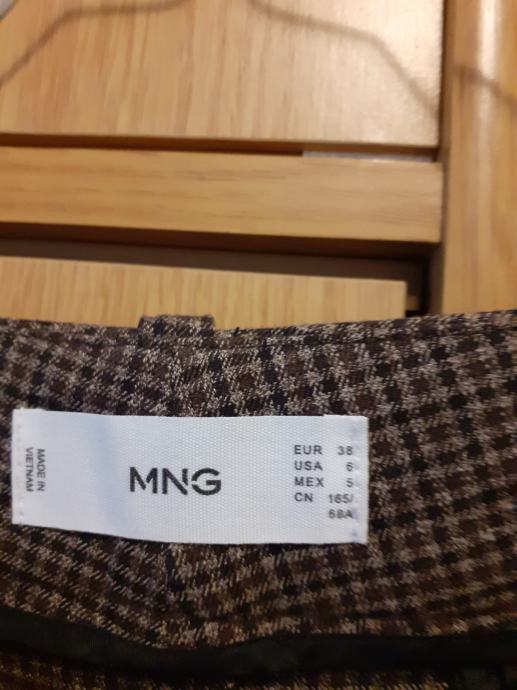 MADE IN
VIETNAM
MNG
EUR 38
USA 6
MEX 5
CN 165/
68A